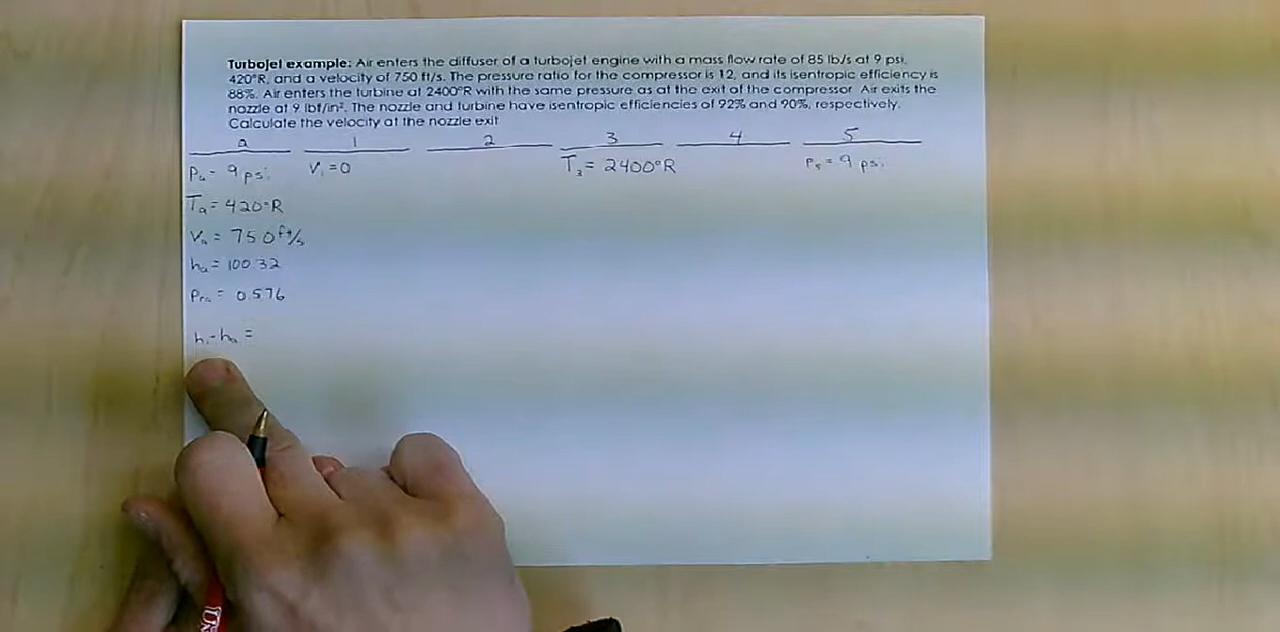 Turbojet example: Air enters the diffuser of a turbojet engine with a mass flow rate of 85 lb/s at 9 psi,
420°R, and a velocity of 750 ft/s. The pressure ratio for the compressor is 12, and its isentropic efficiency is
88%. Air enters the turbine at 2400°R with the same pressure as at the exit of the compressor. Air exits the
nozzle at 9 lbf/in². The nozzle and turbine have isentropic efficiencies of 92% and 90%, respectively.
Calculate the velocity at the nozzle exit
a 1 2 3 4 5
Pa = 9 psi V₁ = 0 T₃ = 2400°R P₅ = 9 psi
Ta = 420°R
Va = 750 ft/s
ha = 100.32
Pra = 0.576
h₁-ha =